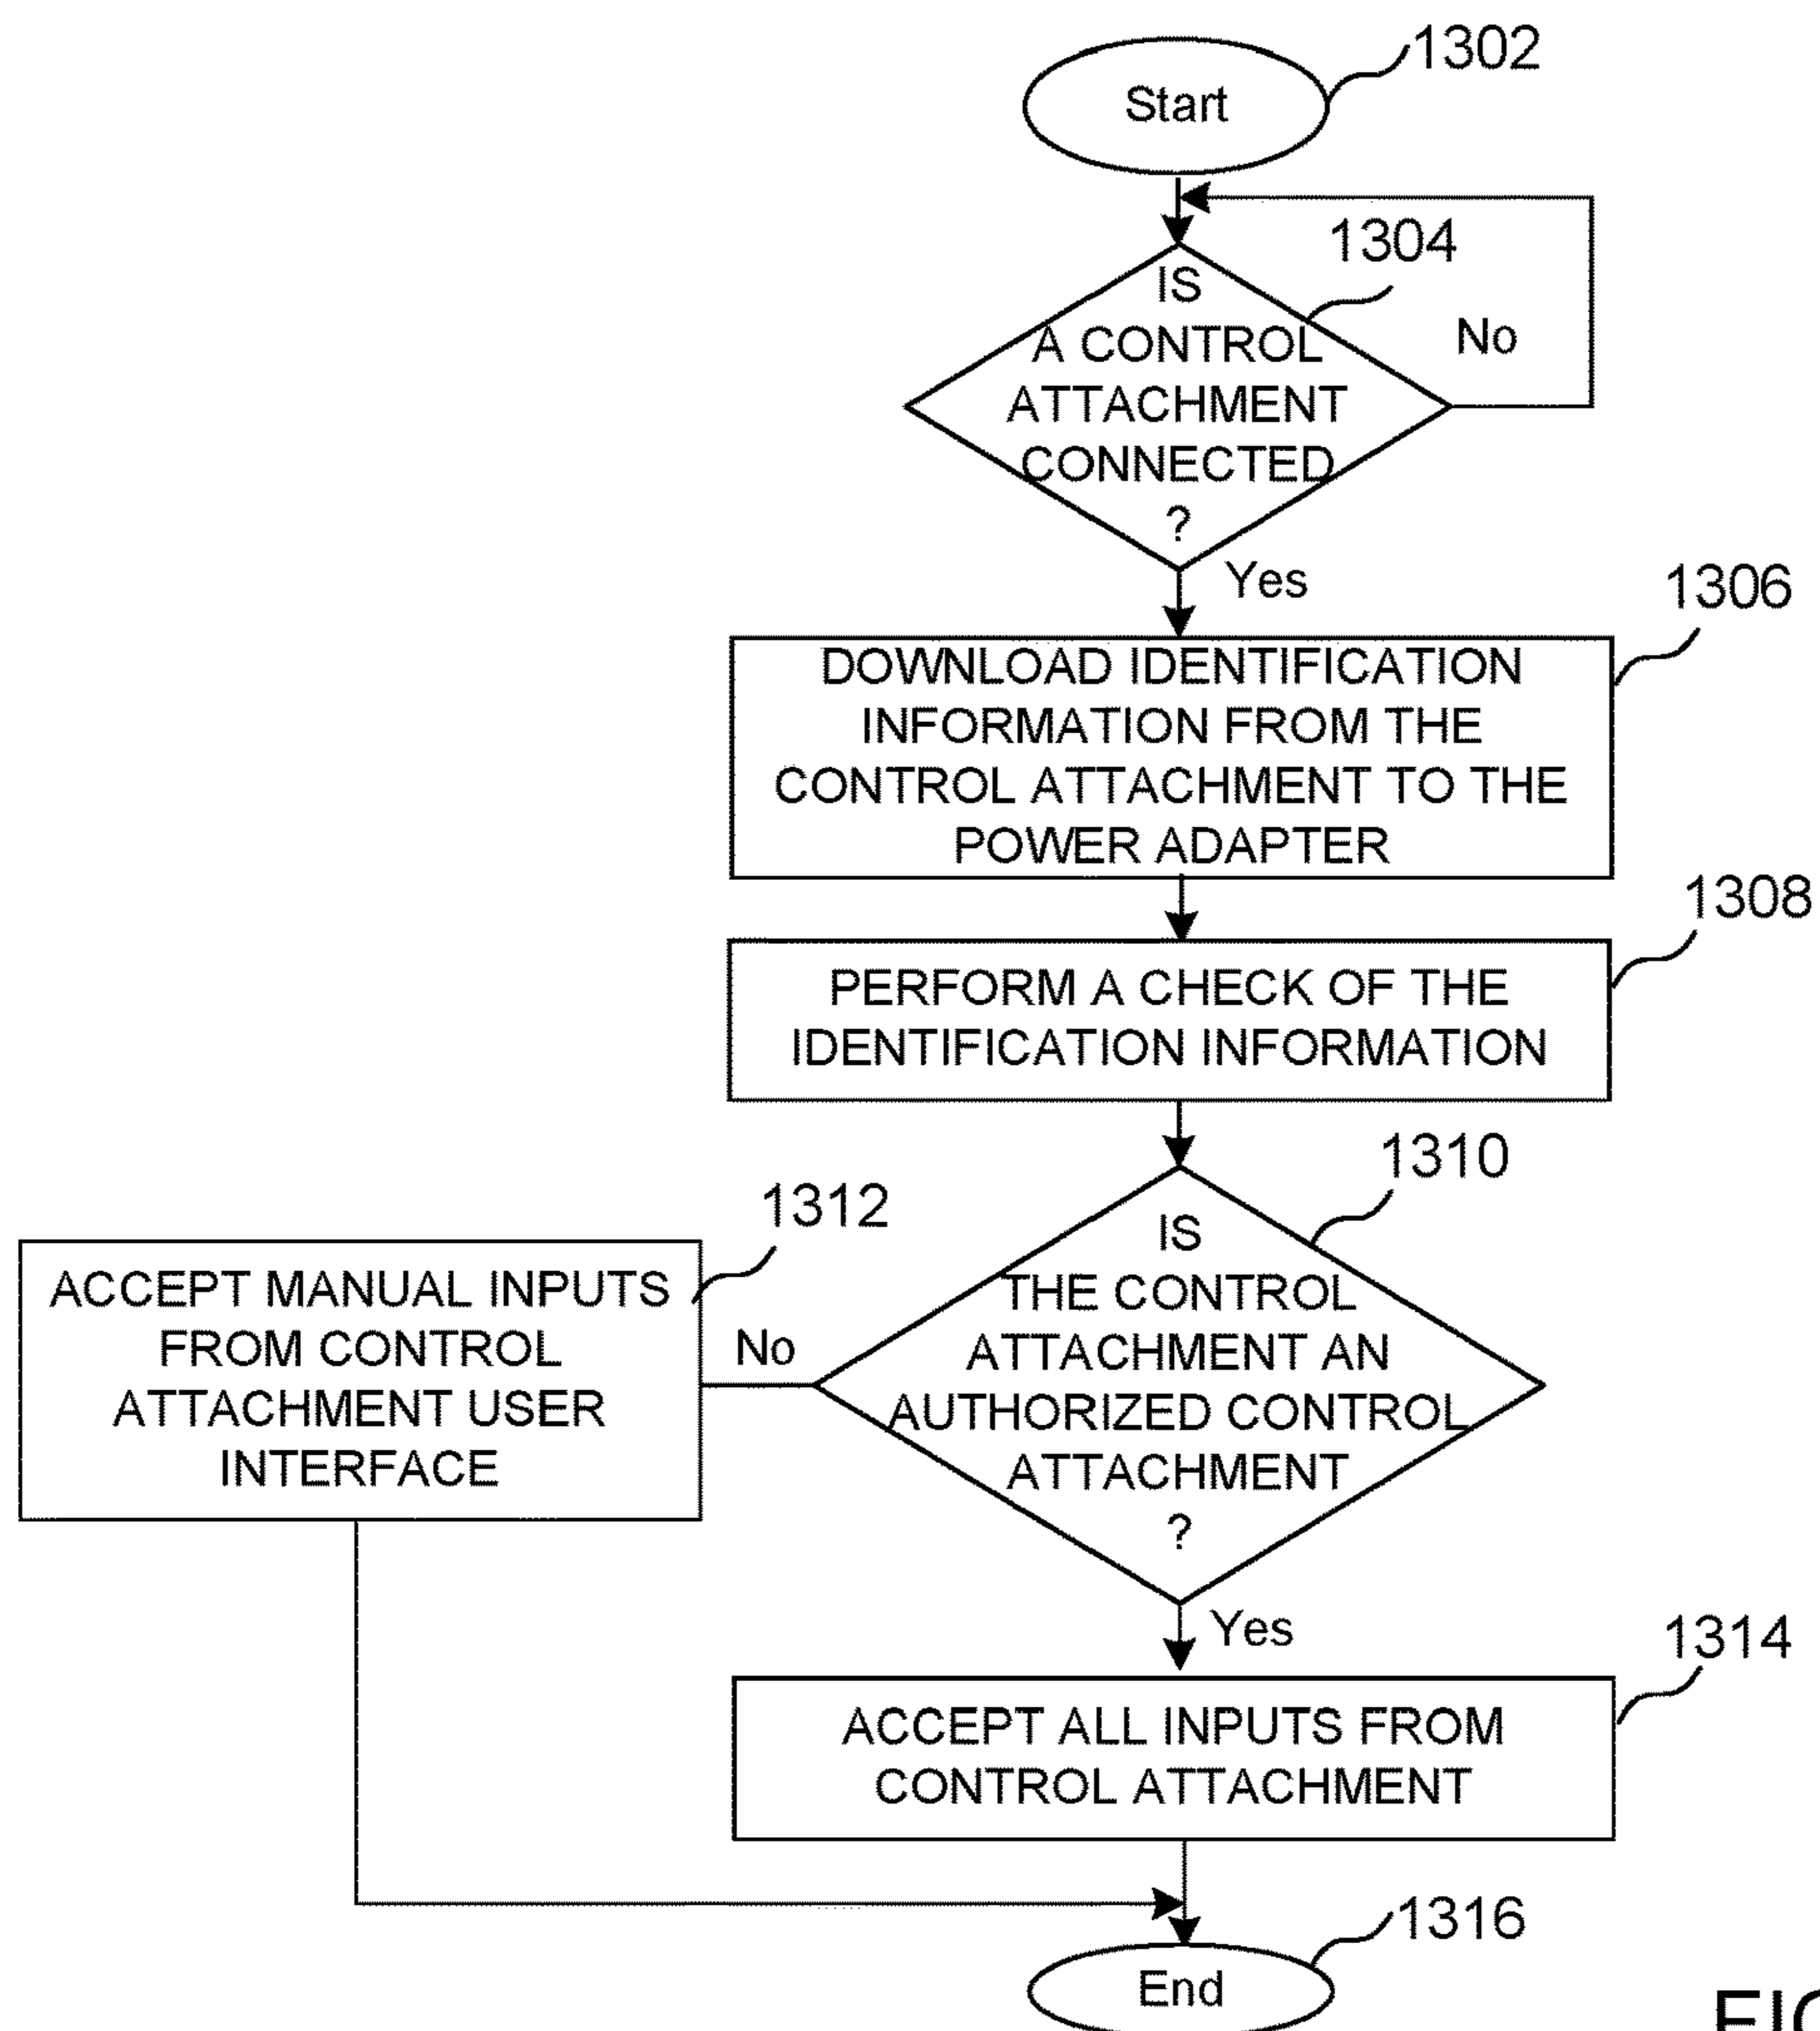 1302
Start
1304
IS
A CONTROL
ATTACHMENT
CONNECTED
?
No
Yes
1306
DOWNLOAD IDENTIFICATION
INFORMATION FROM THE
CONTROL ATTACHMENT TO THE
POWER ADAPTER
1308
PERFORM A CHECK OF THE
IDENTIFICATION INFORMATION
1310
IS
THE CONTROL
ATTACHMENT AN
AUTHORIZED CONTROL
ATTACHMENT
?
No
1312
ACCEPT MANUAL INPUTS
FROM CONTROL
ATTACHMENT USER
INTERFACE
Yes
1314
ACCEPT ALL INPUTS FROM
CONTROL ATTACHMENT
1316
End